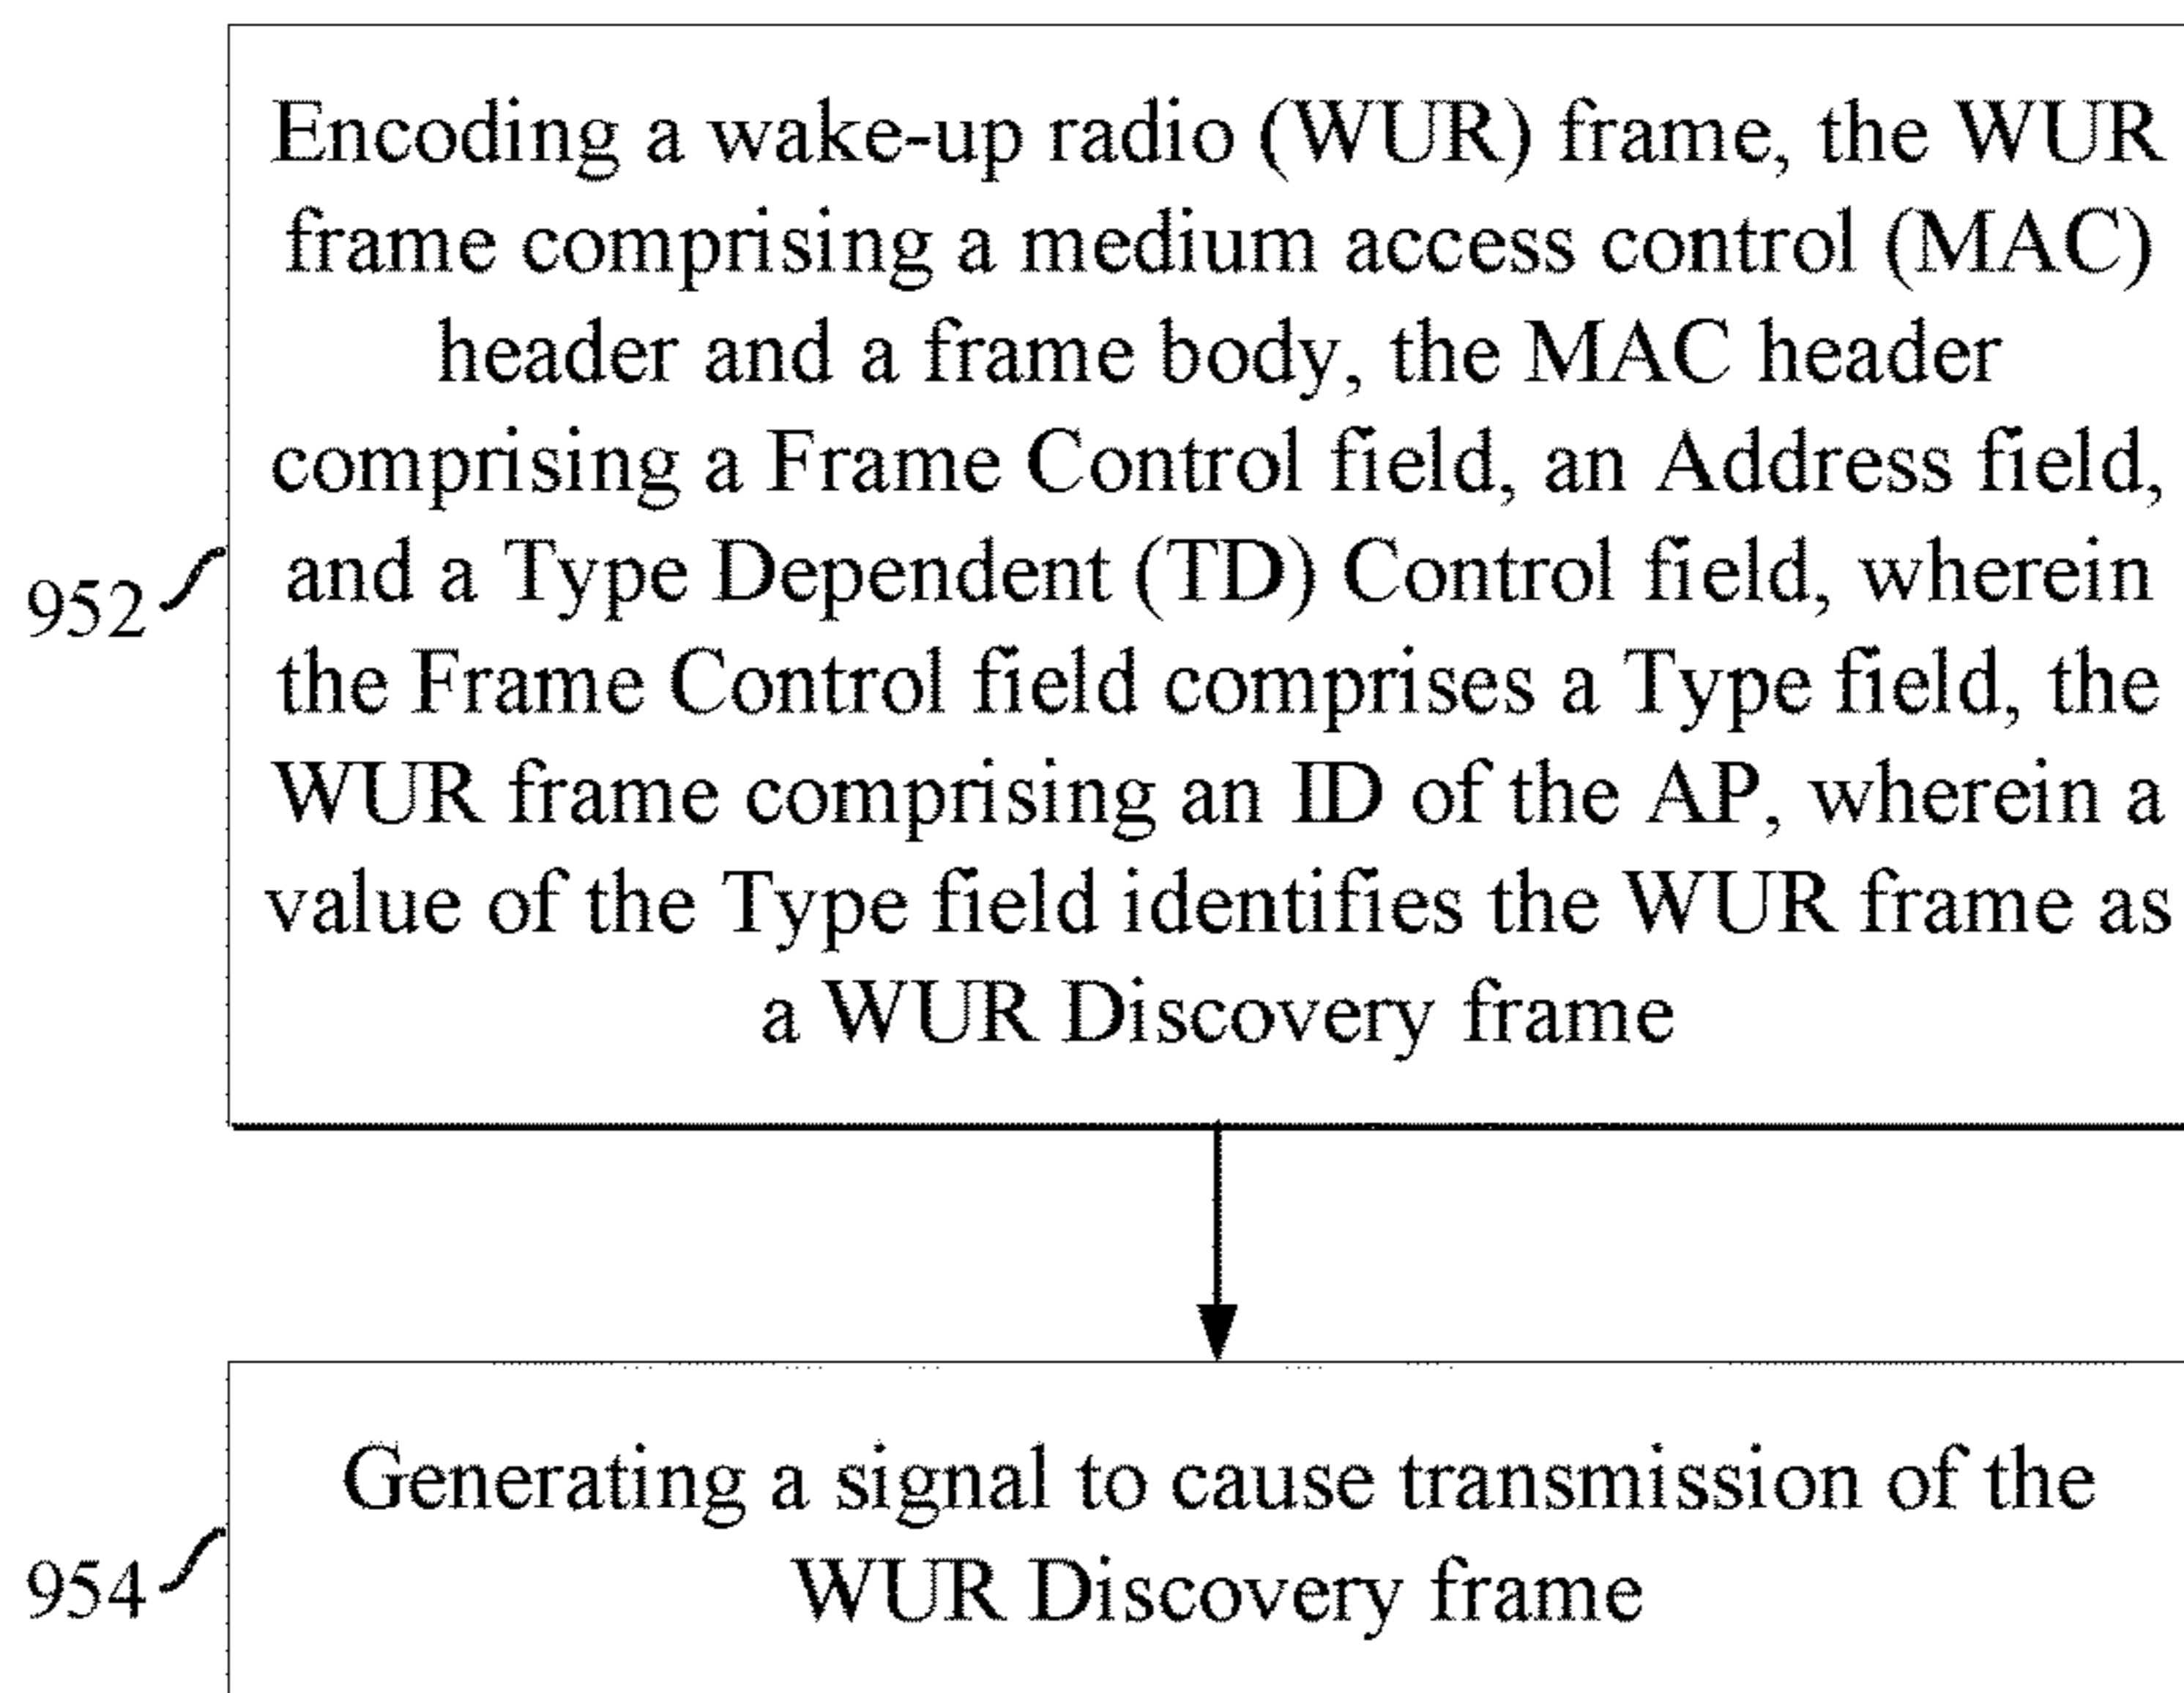 Encoding a wake-up radio (WUR) frame, the WUR
frame comprising a medium access control (MAC)
header and a frame body, the MAC header
comprising a Frame Control field, an Address field,
and a Type Dependent (TD) Control field, wherein
952
the Frame Control field comprises a Type field, the
WUR frame comprising an ID of the AP, wherein a
value of the Type field identifies the WUR frame as
a WUR Discovery frame
Generating a signal to cause transmission of the
954
WUR Discovery frame